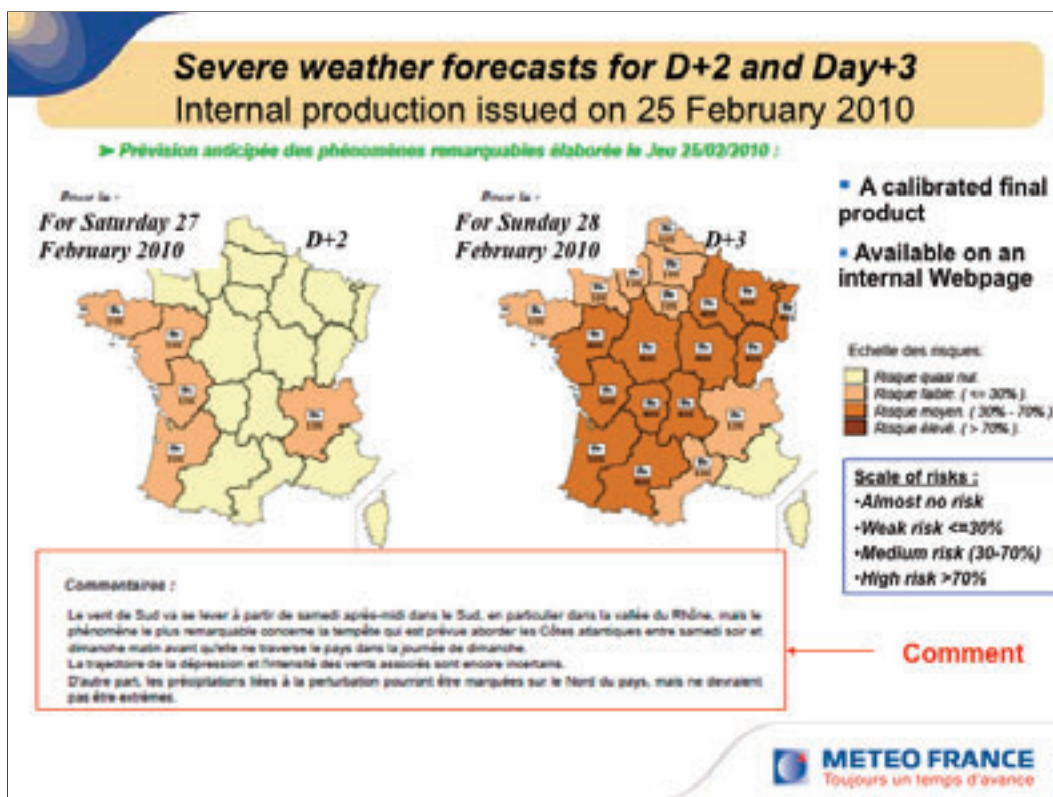 Severe weather forecasts for D+2 and Day+3
Internal production issued on 25 February 2010
➤ Prévision anticipée des phénomènes remarquables élaborée le Jeu 25/02/2010 :
Pour le :
For Saturday 27
February 2010
D+2
Pour le :
For Sunday 28
February 2010
D+3
▪ A calibrated final
product
▪ Available on an
internal Webpage
Echelle des risques:
Risque quasi nul.
Risque faible. ( <= 30% ).
Risque moyen. ( 30% - 70% ).
Risque élevé. ( > 70% ).
Scale of risks :
•Almost no risk
•Weak risk <=30%
•Medium risk (30-70%)
•High risk >70%
Commentaires :
Le vent de Sud va se lever à partir de samedi après-midi dans le Sud, en particulier dans la vallée du Rhône, mais le
phénomène le plus remarquable concerne la tempête qui est prévue aborder les Côtes atlantiques entre samedi soir et
dimanche matin avant qu'elle ne traverse le pays dans la journée de dimanche.
La trajectoire de la dépression et l'intensité des vents associés sont encore incertains.
D'autre part, les précipitations liées à la perturbation pourront être marquées sur le Nord du pays, mais ne devraient
pas être extrêmes.
Comment
METEO FRANCE
Toujours un temps d'avance